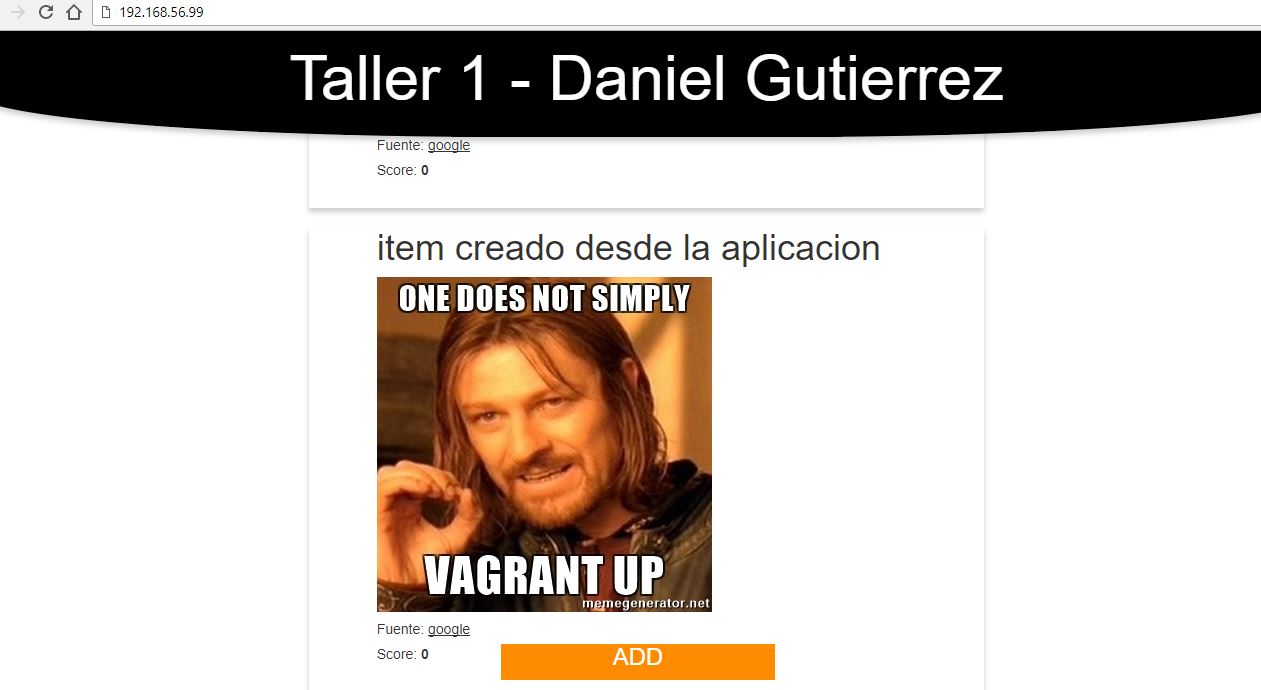 192.168.56.99
Taller 1 - Daniel Gutierrez
Fuente: google
Score: 0
item creado desde la aplicacion
ONE DOES NOT SIMPLY
VAGRANT UP
memegenerator.net
Fuente: google
Score: 0
ADD